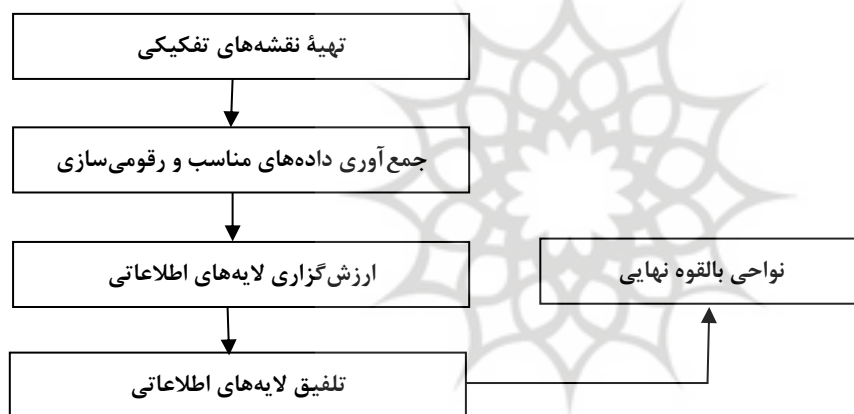 تهیهٔ نقشه‌های تفکیکی
جمع‌آوری داده‌های مناسب و رقومی‌سازی
ارزش‌گزاری لایه‌های اطلاعاتی
نواحی بالقوه نهایی
تلفیق لایه‌های اطلاعاتی